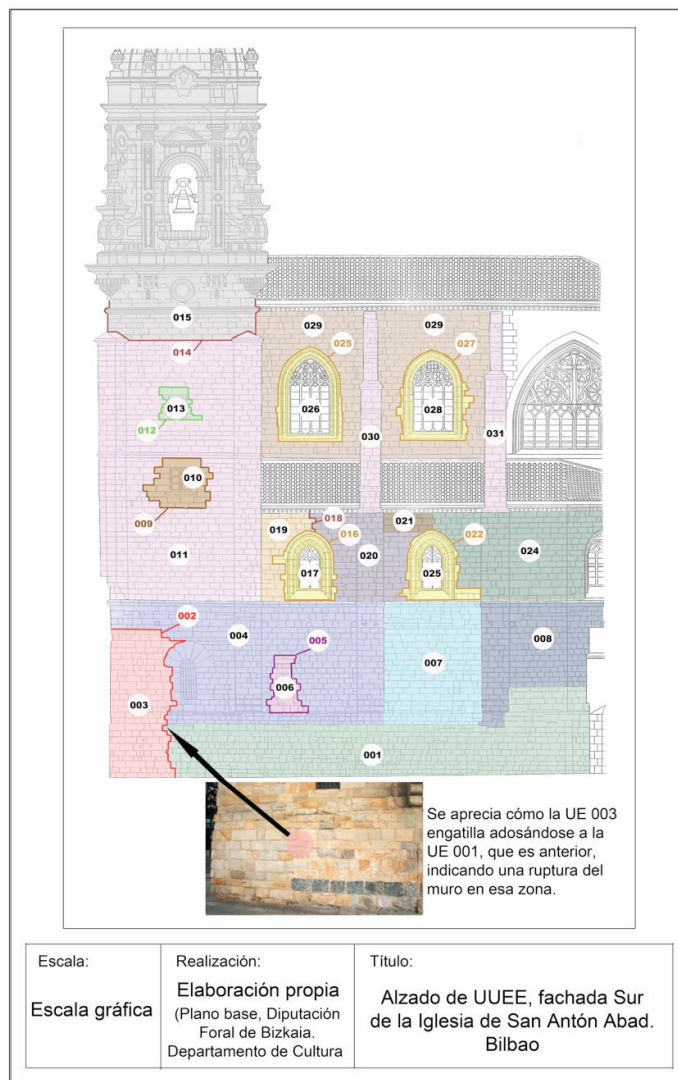 015
014
029
025
029
027
013
012
026
028
010
009
030
031
011
019
018
016
021
022
020
024
017
025
002
004
005
008
007
006
003
001
Se aprecia cómo la UE 003
engatilla adosándose a la
UE 001, que es anterior,
indicando una ruptura del
muro en esa zona.
Escala:
Escala gráfica
Realización:
Elaboración propia
(Plano base, Diputación
Foral de Bizkaia.
Departamento de Cultura
Título:
Alzado de UUEE, fachada Sur
de la Iglesia de San Antón Abad.
Bilbao